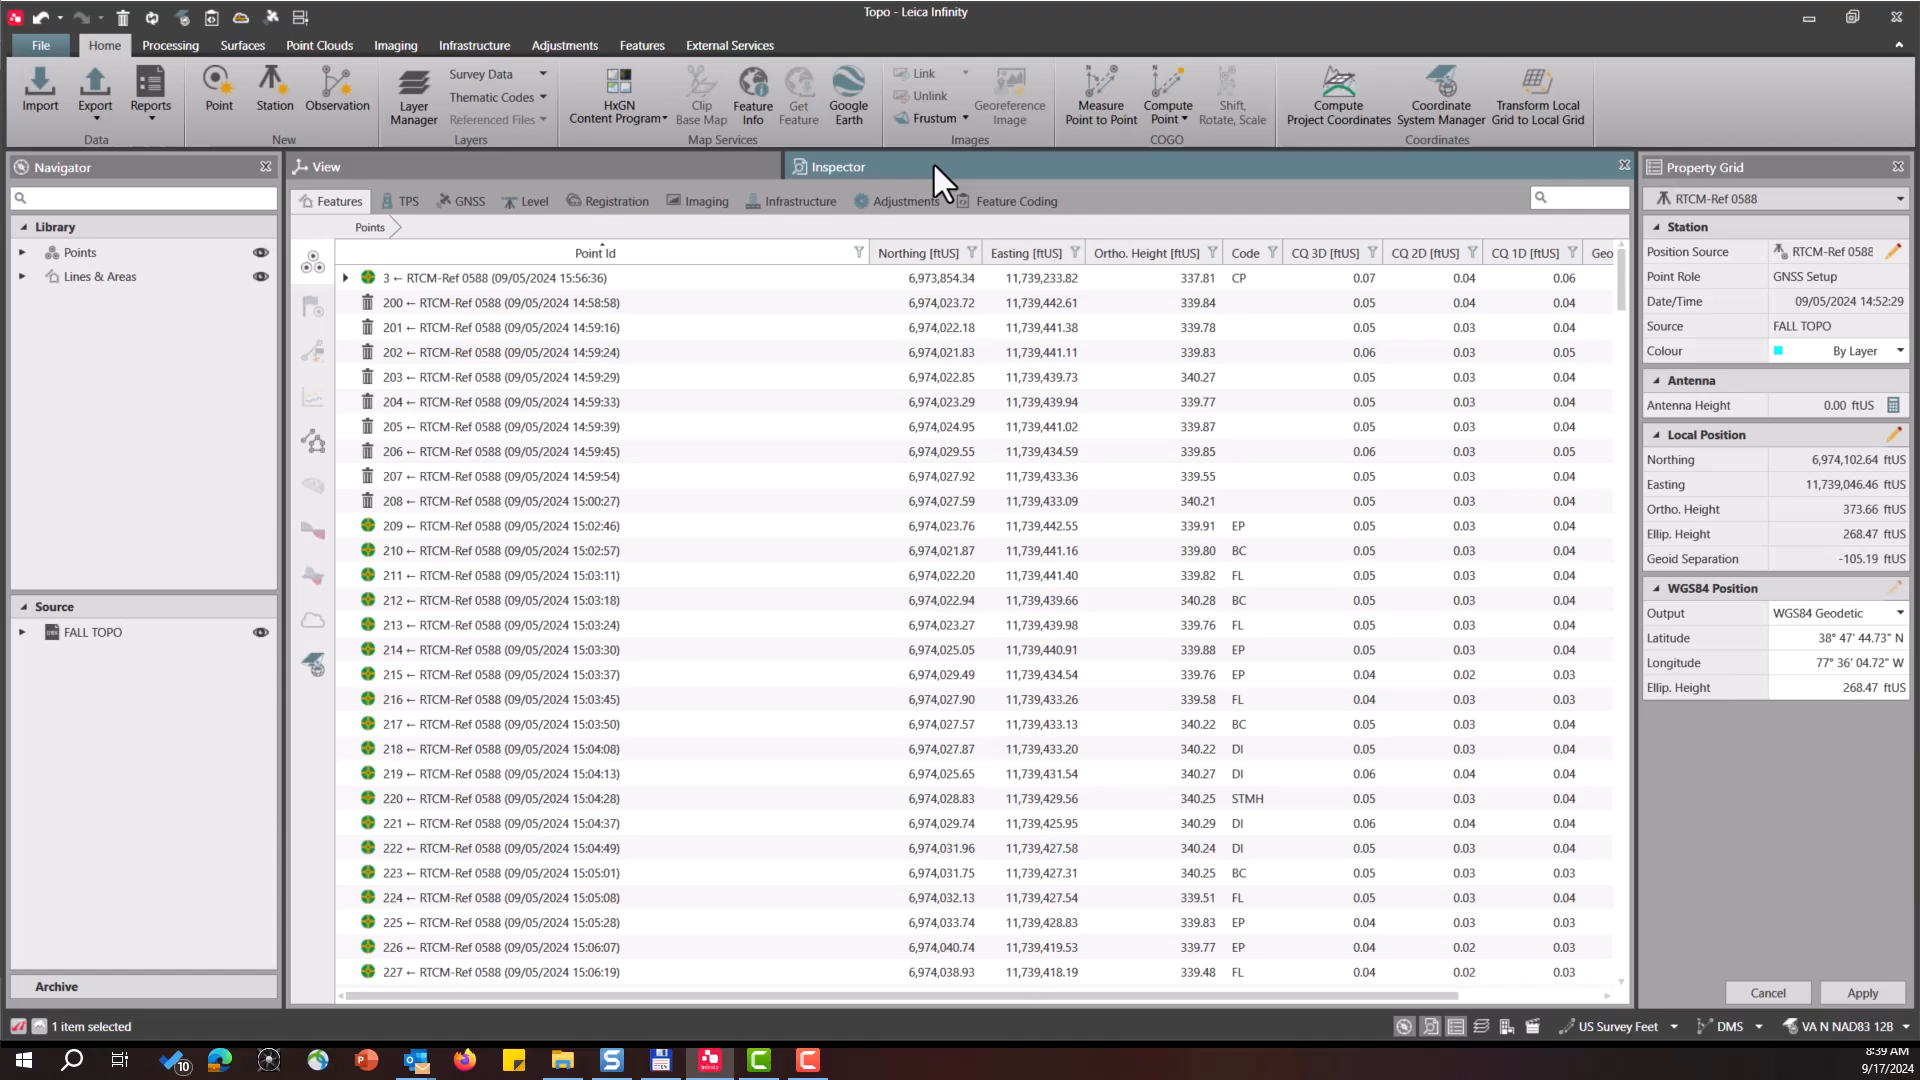 Topo - Leica Infinity
File Home Processing Surfaces Point Clouds Imaging Infrastructure Adjustments Features External Services
Import Export Reports
Data
Point Station Observation
New
Layer Manager
Survey Data
Thematic Codes
Referenced Files
Layers
HxGN Content Program
Clip Base Map
Feature Info
Get Feature
Google Earth
Map Services
Link
Unlink
Frustum
Georeference Image
Images
Measure Point to Point
Compute Point
Shift, Rotate, Scale
COGO
Compute Project Coordinates
Coordinate System Manager
Transform Local Grid to Local Grid
Coordinates
Navigator
Library
Points
Lines & Areas
Source
FALL TOPO
Archive
View
Inspector
Features TPS GNSS Level Registration Imaging Infrastructure Adjustments Feature Coding
Points
Point Id Northing [ftUS] Easting [ftUS] Ortho. Height [ftUS] Code CQ 3D [ftUS] CQ 2D [ftUS] CQ 1D [ftUS] Geo
3 ← RTCM-Ref 0588 (09/05/2024 15:56:36) 6,973,854.34 11,739,233.82 337.81 CP 0.07 0.04 0.06
200 ← RTCM-Ref 0588 (09/05/2024 14:58:58) 6,974,023.72 11,739,442.61 339.84 0.05 0.04 0.04
201 ← RTCM-Ref 0588 (09/05/2024 14:59:16) 6,974,022.18 11,739,441.38 339.78 0.05 0.03 0.04
202 ← RTCM-Ref 0588 (09/05/2024 14:59:24) 6,974,021.83 11,739,441.11 339.83 0.06 0.03 0.05
203 ← RTCM-Ref 0588 (09/05/2024 14:59:29) 6,974,022.85 11,739,439.73 340.27 0.05 0.03 0.04
204 ← RTCM-Ref 0588 (09/05/2024 14:59:33) 6,974,023.29 11,739,439.94 339.77 0.05 0.03 0.04
205 ← RTCM-Ref 0588 (09/05/2024 14:59:39) 6,974,024.95 11,739,441.02 339.87 0.05 0.03 0.04
206 ← RTCM-Ref 0588 (09/05/2024 14:59:45) 6,974,029.55 11,739,434.59 339.85 0.06 0.03 0.05
207 ← RTCM-Ref 0588 (09/05/2024 14:59:54) 6,974,027.92 11,739,433.36 339.55 0.05 0.03 0.04
208 ← RTCM-Ref 0588 (09/05/2024 15:00:27) 6,974,027.59 11,739,433.09 340.21 0.05 0.03 0.04
209 ← RTCM-Ref 0588 (09/05/2024 15:02:46) 6,974,023.76 11,739,442.55 339.91 EP 0.05 0.03 0.04
210 ← RTCM-Ref 0588 (09/05/2024 15:02:57) 6,974,021.87 11,739,441.16 339.80 BC 0.05 0.03 0.04
211 ← RTCM-Ref 0588 (09/05/2024 15:03:11) 6,974,022.20 11,739,441.40 339.82 FL 0.05 0.03 0.04
212 ← RTCM-Ref 0588 (09/05/2024 15:03:18) 6,974,022.94 11,739,439.66 340.28 BC 0.05 0.03 0.04
213 ← RTCM-Ref 0588 (09/05/2024 15:03:24) 6,974,023.27 11,739,439.98 339.76 FL 0.05 0.03 0.04
214 ← RTCM-Ref 0588 (09/05/2024 15:03:30) 6,974,025.05 11,739,440.91 339.88 EP 0.05 0.03 0.04
215 ← RTCM-Ref 0588 (09/05/2024 15:03:37) 6,974,029.49 11,739,434.54 339.76 EP 0.04 0.02 0.03
216 ← RTCM-Ref 0588 (09/05/2024 15:03:45) 6,974,027.90 11,739,433.26 339.58 FL 0.04 0.03 0.03
217 ← RTCM-Ref 0588 (09/05/2024 15:03:50) 6,974,027.57 11,739,433.13 340.22 BC 0.05 0.03 0.04
218 ← RTCM-Ref 0588 (09/05/2024 15:04:08) 6,974,027.87 11,739,433.20 340.22 DI 0.05 0.03 0.04
219 ← RTCM-Ref 0588 (09/05/2024 15:04:13) 6,974,025.65 11,739,431.54 340.27 DI 0.06 0.04 0.04
220 ← RTCM-Ref 0588 (09/05/2024 15:04:28) 6,974,028.83 11,739,429.56 340.25 STMH 0.05 0.03 0.04
221 ← RTCM-Ref 0588 (09/05/2024 15:04:37) 6,974,029.74 11,739,425.95 340.29 DI 0.06 0.04 0.04
222 ← RTCM-Ref 0588 (09/05/2024 15:04:49) 6,974,031.96 11,739,427.58 340.24 DI 0.05 0.03 0.04
223 ← RTCM-Ref 0588 (09/05/2024 15:05:01) 6,974,031.75 11,739,427.31 340.25 BC 0.05 0.03 0.03
224 ← RTCM-Ref 0588 (09/05/2024 15:05:08) 6,974,032.13 11,739,427.54 339.51 FL 0.05 0.03 0.04
225 ← RTCM-Ref 0588 (09/05/2024 15:05:28) 6,974,033.74 11,739,428.83 339.83 EP 0.04 0.03 0.03
226 ← RTCM-Ref 0588 (09/05/2024 15:06:07) 6,974,040.74 11,739,419.53 339.77 EP 0.04 0.02 0.03
227 ← RTCM-Ref 0588 (09/05/2024 15:06:19) 6,974,038.93 11,739,418.19 339.48 FL 0.04 0.02 0.03
Property Grid
RTCM-Ref 0588
Station
Position Source RTCM-Ref 0588
Point Role GNSS Setup
Date/Time 09/05/2024 14:52:29
Source FALL TOPO
Colour By Layer
Antenna
Antenna Height 0.00 ftUS
Local Position
Northing 6,974,102.64 ftUS
Easting 11,739,046.46 ftUS
Ortho. Height 373.66 ftUS
Ellip. Height 268.47 ftUS
Geoid Separation -105.19 ftUS
WGS84 Position
Output WGS84 Geodetic
Latitude 38° 47' 44.73" N
Longitude 77° 36' 04.72" W
Ellip. Height 268.47 ftUS
Cancel Apply
1 item selected
US Survey Feet DMS VA N NAD83 12B
10
8:39 AM
9/17/2024